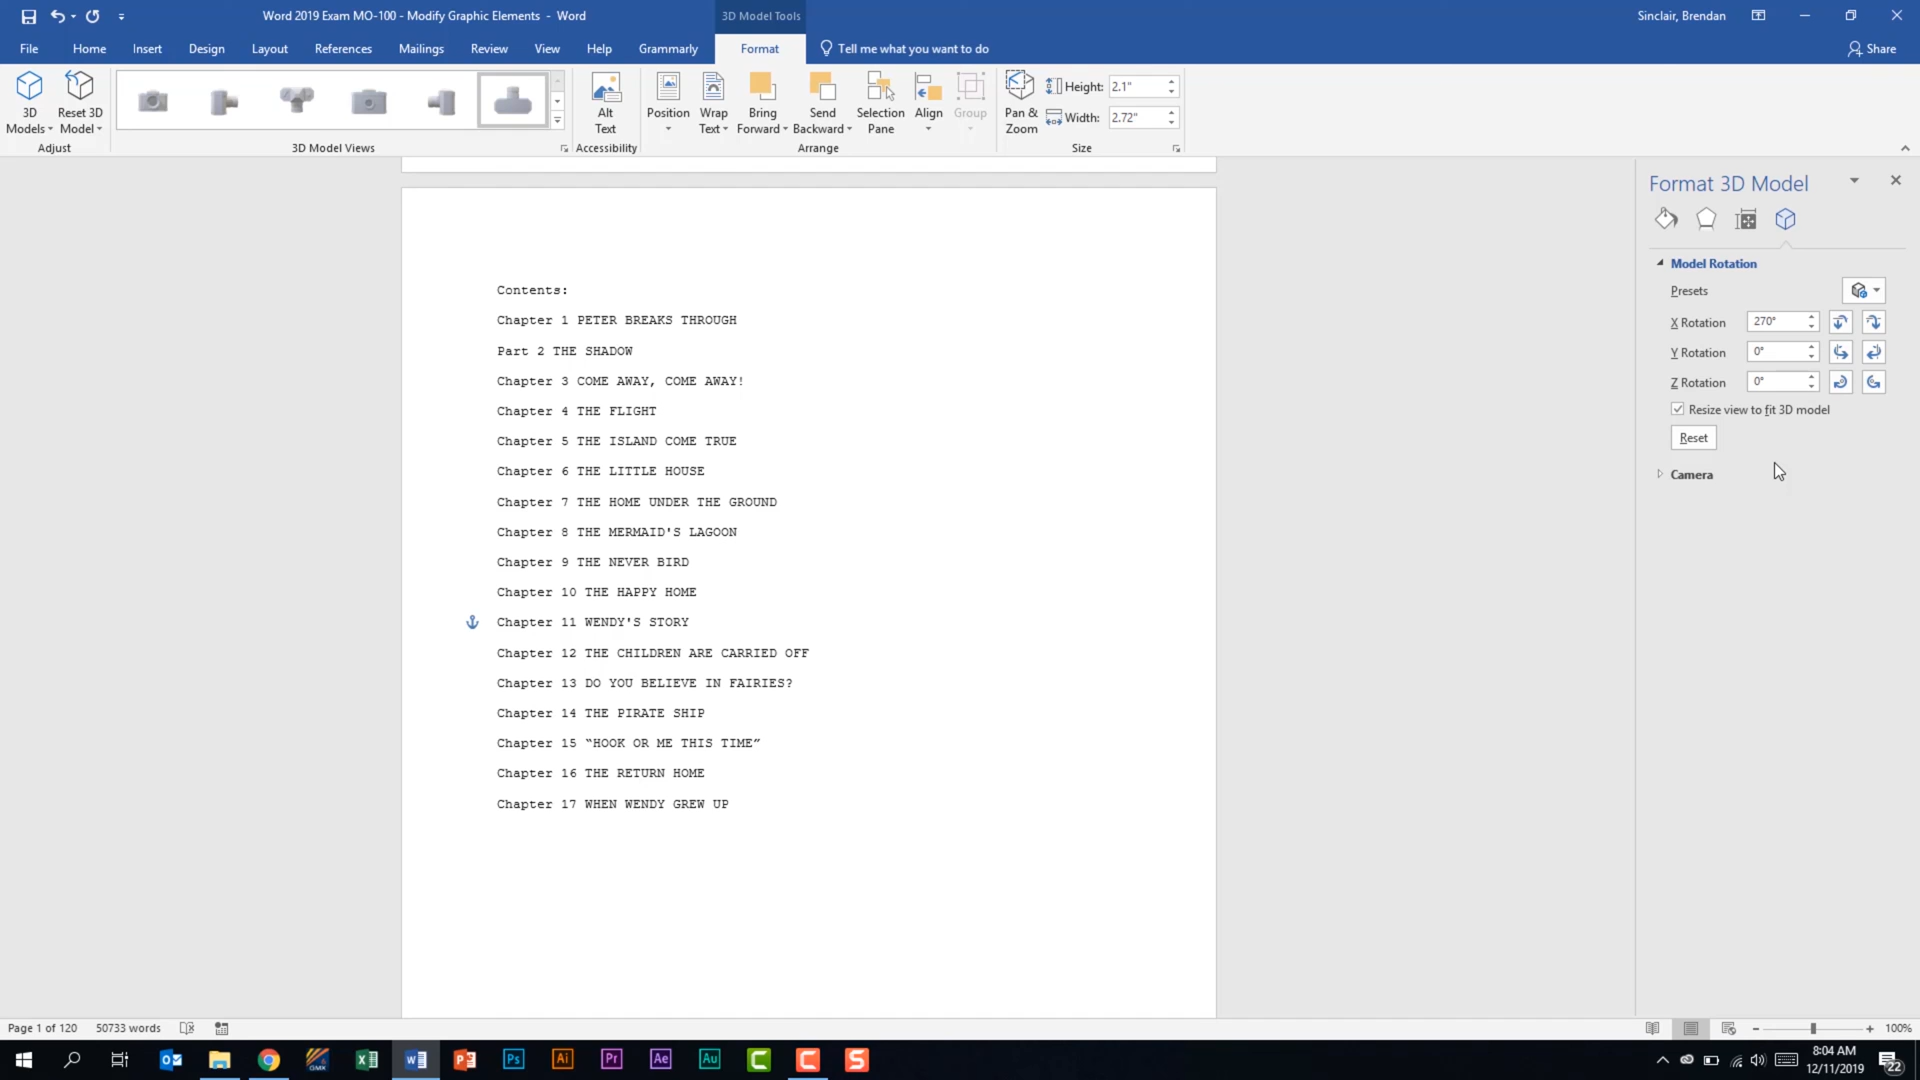 Word 2019 Exam MO-100 - Modify Graphic Elements - Word
3D Model Tools
Sinclair, Brendan
File Home Insert Design Layout References Mailings Review View Help Grammarly Format Tell me what you want to do Share
3D Models
Reset 3D Model
Adjust
3D Model Views
Alt Text
Accessibility
Position
Wrap Text
Bring Forward
Send Backward
Selection Pane
Align
Group
Arrange
Pan & Zoom
Height: 2.1"
Width: 2.72"
Size
Contents:
Chapter 1 PETER BREAKS THROUGH
Part 2 THE SHADOW
Chapter 3 COME AWAY, COME AWAY!
Chapter 4 THE FLIGHT
Chapter 5 THE ISLAND COME TRUE
Chapter 6 THE LITTLE HOUSE
Chapter 7 THE HOME UNDER THE GROUND
Chapter 8 THE MERMAID'S LAGOON
Chapter 9 THE NEVER BIRD
Chapter 10 THE HAPPY HOME
Chapter 11 WENDY'S STORY
Chapter 12 THE CHILDREN ARE CARRIED OFF
Chapter 13 DO YOU BELIEVE IN FAIRIES?
Chapter 14 THE PIRATE SHIP
Chapter 15 “HOOK OR ME THIS TIME”
Chapter 16 THE RETURN HOME
Chapter 17 WHEN WENDY GREW UP
Format 3D Model
Model Rotation
Presets
X Rotation 270°
Y Rotation 0°
Z Rotation 0°
Resize view to fit 3D model
Reset
Camera
Page 1 of 120 50733 words
100%
GMX
Ps Ai Pr Ae Au
8:04 AM
12/11/2019
22